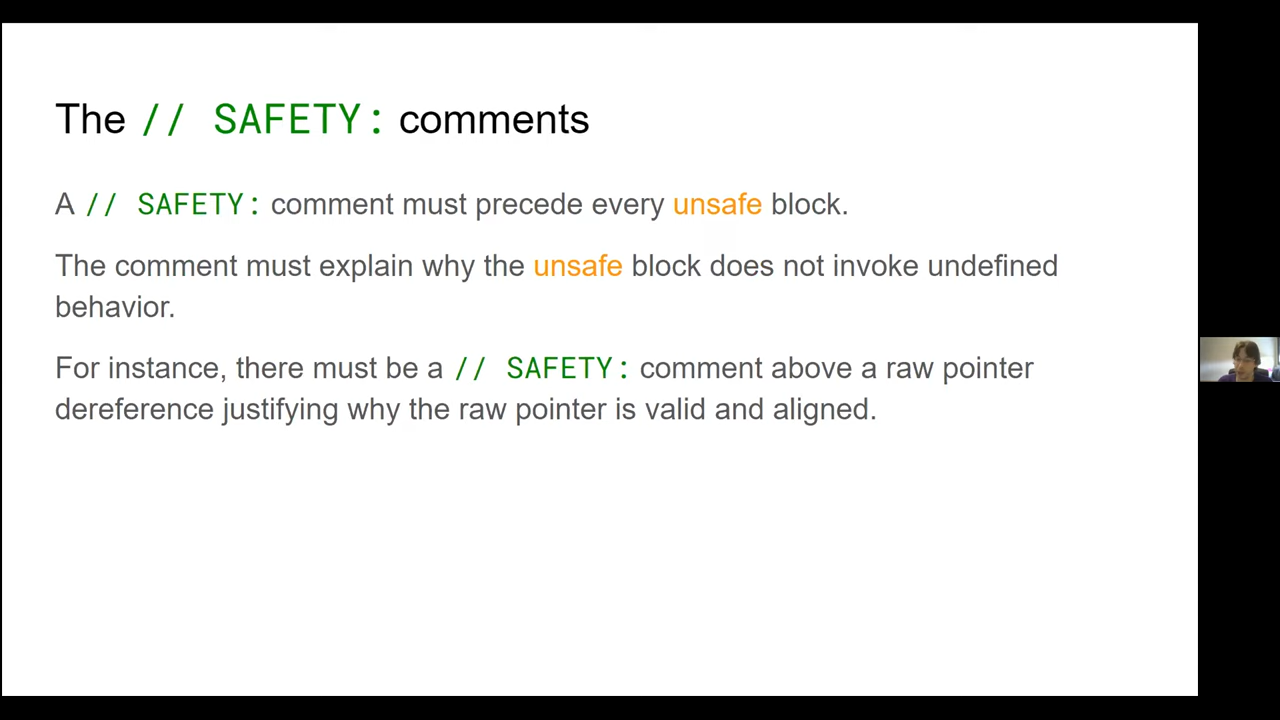 The // SAFETY: comments
A // SAFETY: comment must precede every unsafe block.
The comment must explain why the unsafe block does not invoke undefined
behavior.
For instance, there must be a // SAFETY: comment above a raw pointer
dereference justifying why the raw pointer is valid and aligned.